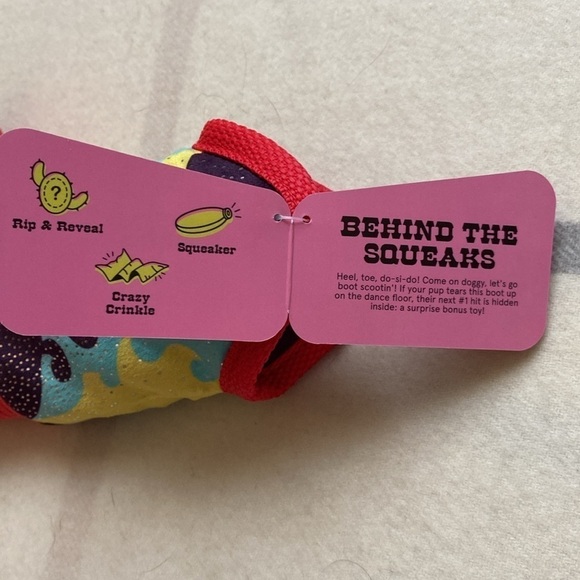 ?
Rip & Reveal
Squeaker
Crazy
Crinkle
BEHIND THE
SQUEAKS
Heel, toe, do-si-do! Come on doggy, let's go
boot scootin'! If your pup tears this boot up
on the dance floor, their next #1 hit is hidden
inside: a surprise bonus toy!